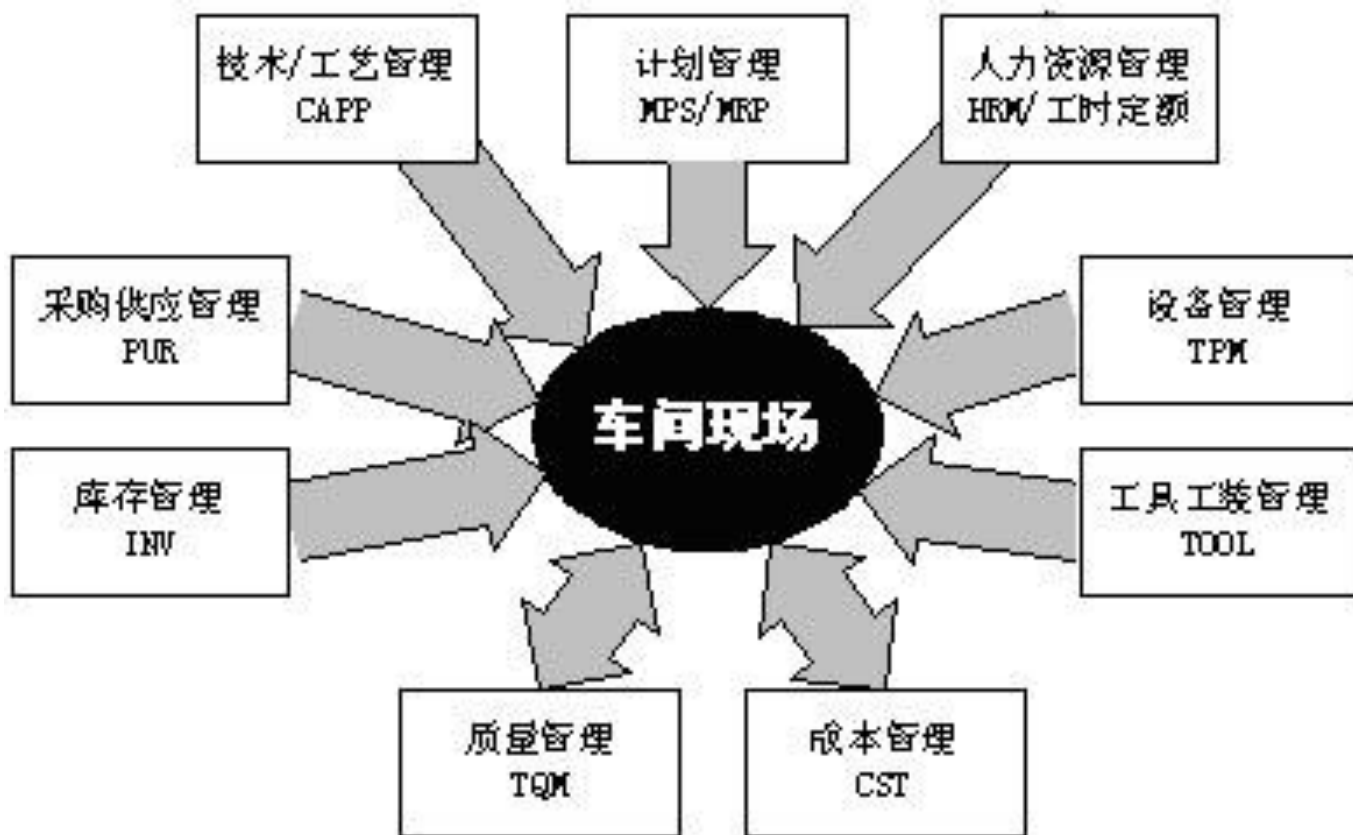 技术/工艺管理
CAPP
计划管理
MPS/MRP
人力资源管理
HRM/工时定额
采购供应管理
PUR
设备管理
TPM
车间现场
库存管理
INV
工具工装管理
TOOL
质量管理
TQM
成本管理
CST